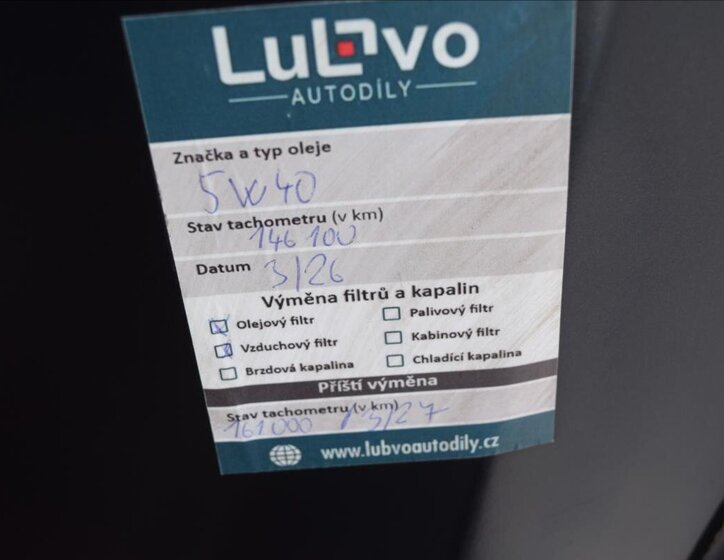 LubVo
AUTODÍLY
Značka a typ oleje
5W40
Stav tachometru (v km)
146 100
Datum
3/26
Výměna filtrů a kapalin
Olejový filtr
Palivový filtr
Vzduchový filtr
Kabinový filtr
Brzdová kapalina
Chladící kapalina
Příští výměna
Stav tachometru (v km)
161000 / 3/27
www.lubvoautodily.cz